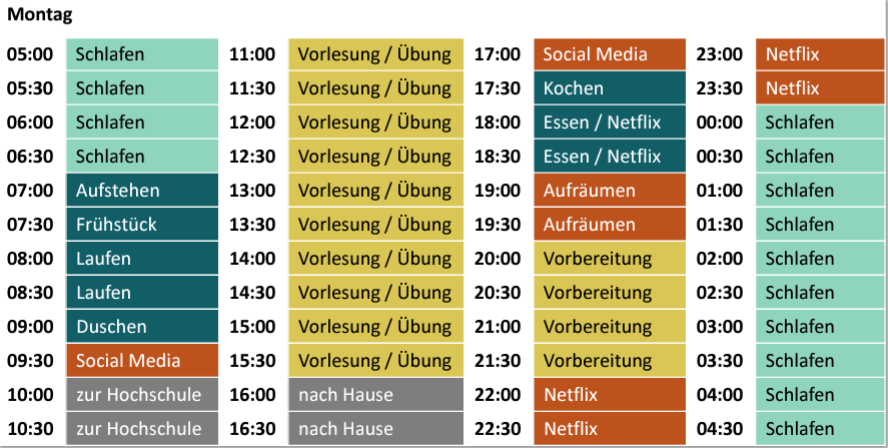 Montag
05:00 Schlafen 11:00 Vorlesung / Übung 17:00 Social Media 23:00 Netflix
05:30 Schlafen 11:30 Vorlesung / Übung 17:30 Kochen 23:30 Netflix
06:00 Schlafen 12:00 Vorlesung / Übung 18:00 Essen / Netflix 00:00 Schlafen
06:30 Schlafen 12:30 Vorlesung / Übung 18:30 Essen / Netflix 00:30 Schlafen
07:00 Aufstehen 13:00 Vorlesung / Übung 19:00 Aufräumen 01:00 Schlafen
07:30 Frühstück 13:30 Vorlesung / Übung 19:30 Aufräumen 01:30 Schlafen
08:00 Laufen 14:00 Vorlesung / Übung 20:00 Vorbereitung 02:00 Schlafen
08:30 Laufen 14:30 Vorlesung / Übung 20:30 Vorbereitung 02:30 Schlafen
09:00 Duschen 15:00 Vorlesung / Übung 21:00 Vorbereitung 03:00 Schlafen
09:30 Social Media 15:30 Vorlesung / Übung 21:30 Vorbereitung 03:30 Schlafen
10:00 zur Hochschule 16:00 nach Hause 22:00 Netflix 04:00 Schlafen
10:30 zur Hochschule 16:30 nach Hause 22:30 Netflix 04:30 Schlafen